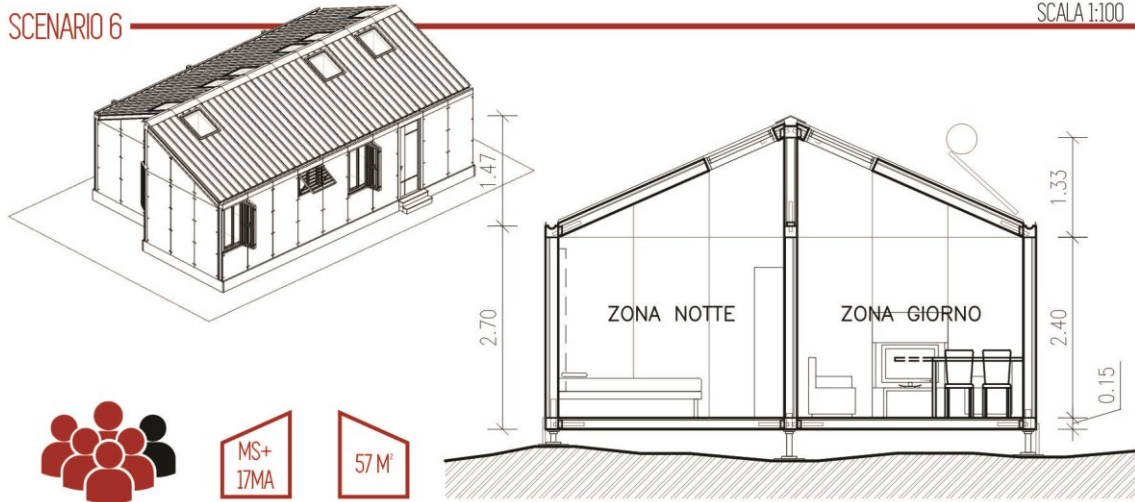 SCENARIO 6
SCALA 1:100
1.47
2.70
ZONA NOTTE
ZONA GIORNO
1.33
2.40
0.15
MS+
17MA
57 M²